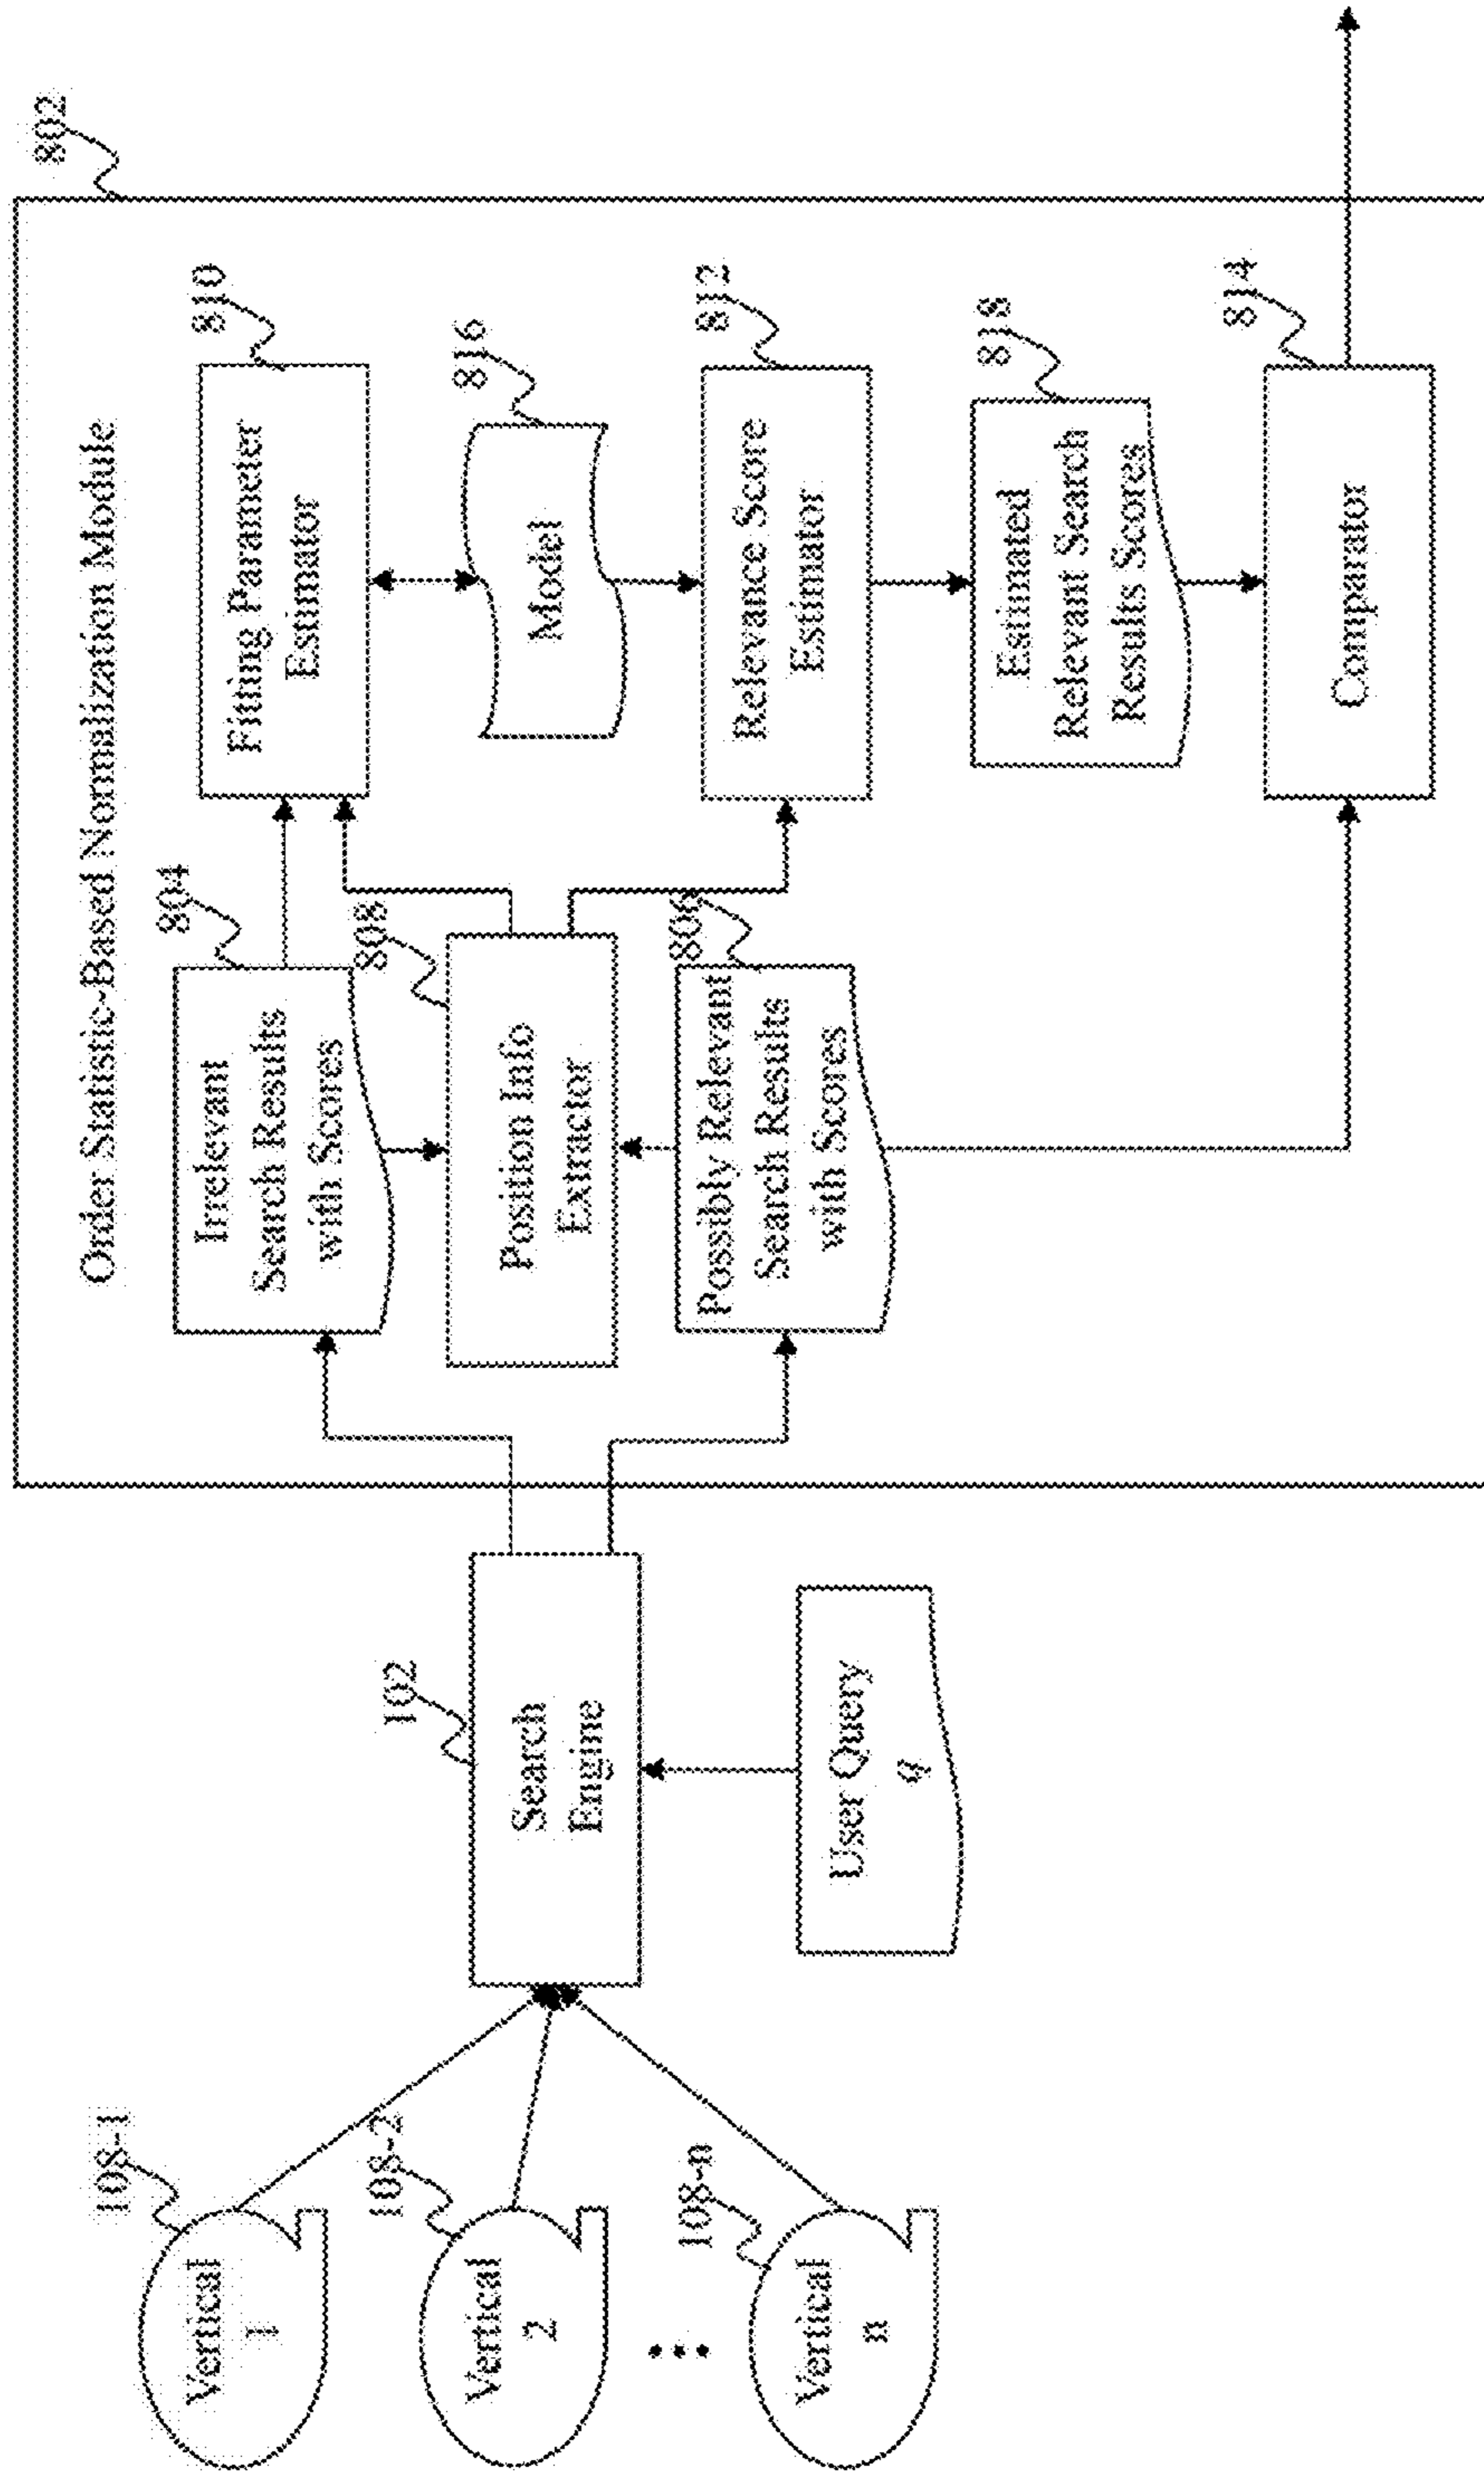 Order Statistic-Based Normalization Module
802
108-1
Vertical
1
108-2
Vertical
2
108-n
Vertical
n
102
Search
Engine
User Query
q
804
Irrelevant
Search Results
with Scores
808
Position Info
Extractor
806
Possibly Relevant
Search Results
with Scores
810
Fitting Parameter
Estimator
816
Model
812
Relevance Score
Estimator
818
Estimated
Relevant Search
Results Scores
814
Comparator